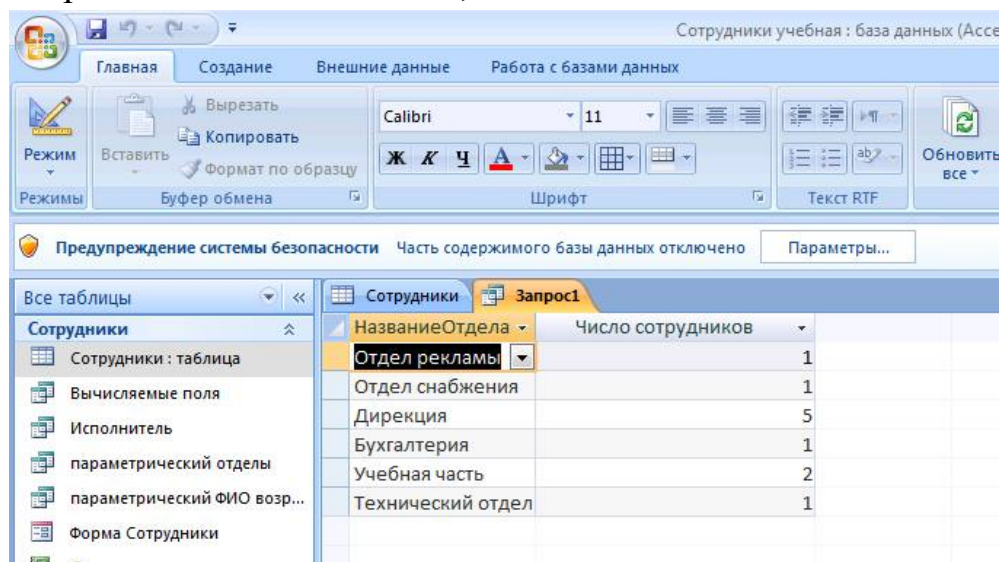 Сотрудники учебная : база данных (Acce
Главная Создание Внешние данные Работа с базами данных
Вырезать
Копировать
Формат по образцу
Режим Вставить
Calibri 11
Ж К Ч А
ab
Обновить все
Режимы Буфер обмена Шрифт Текст RTF
Предупреждение системы безопасности Часть содержимого базы данных отключено Параметры...
Все таблицы
Сотрудники Запрос1
Сотрудники
Сотрудники : таблица
Вычисляемые поля
Исполнитель
параметрический отделы
параметрический ФИО возр...
Форма Сотрудники
НазваниеОтдела Число сотрудников
Отдел рекламы 1
Отдел снабжения 1
Дирекция 5
Бухгалтерия 1
Учебная часть 2
Технический отдел 1